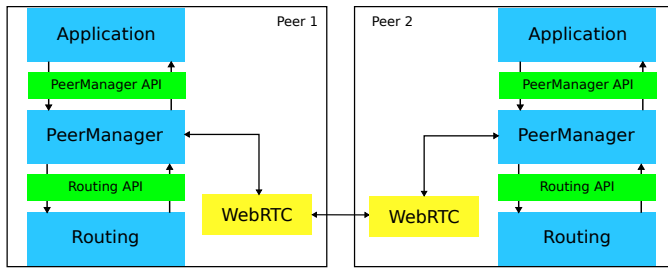 Peer 1
Application
PeerManager API
PeerManager
Routing API
WebRTC
Routing
Peer 2
Application
PeerManager API
PeerManager
Routing API
WebRTC
Routing